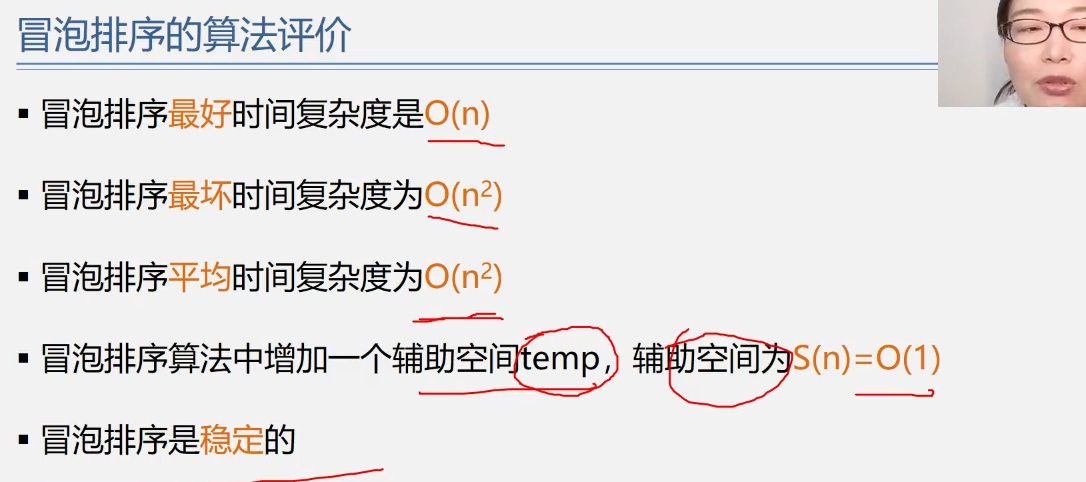 冒泡排序的算法评价
▪ 冒泡排序最好时间复杂度是O(n)
▪ 冒泡排序最坏时间复杂度为O(n²)
▪ 冒泡排序平均时间复杂度为O(n²)
▪ 冒泡排序算法中增加一个辅助空间temp，辅助空间为S(n)=O(1)
▪ 冒泡排序是稳定的